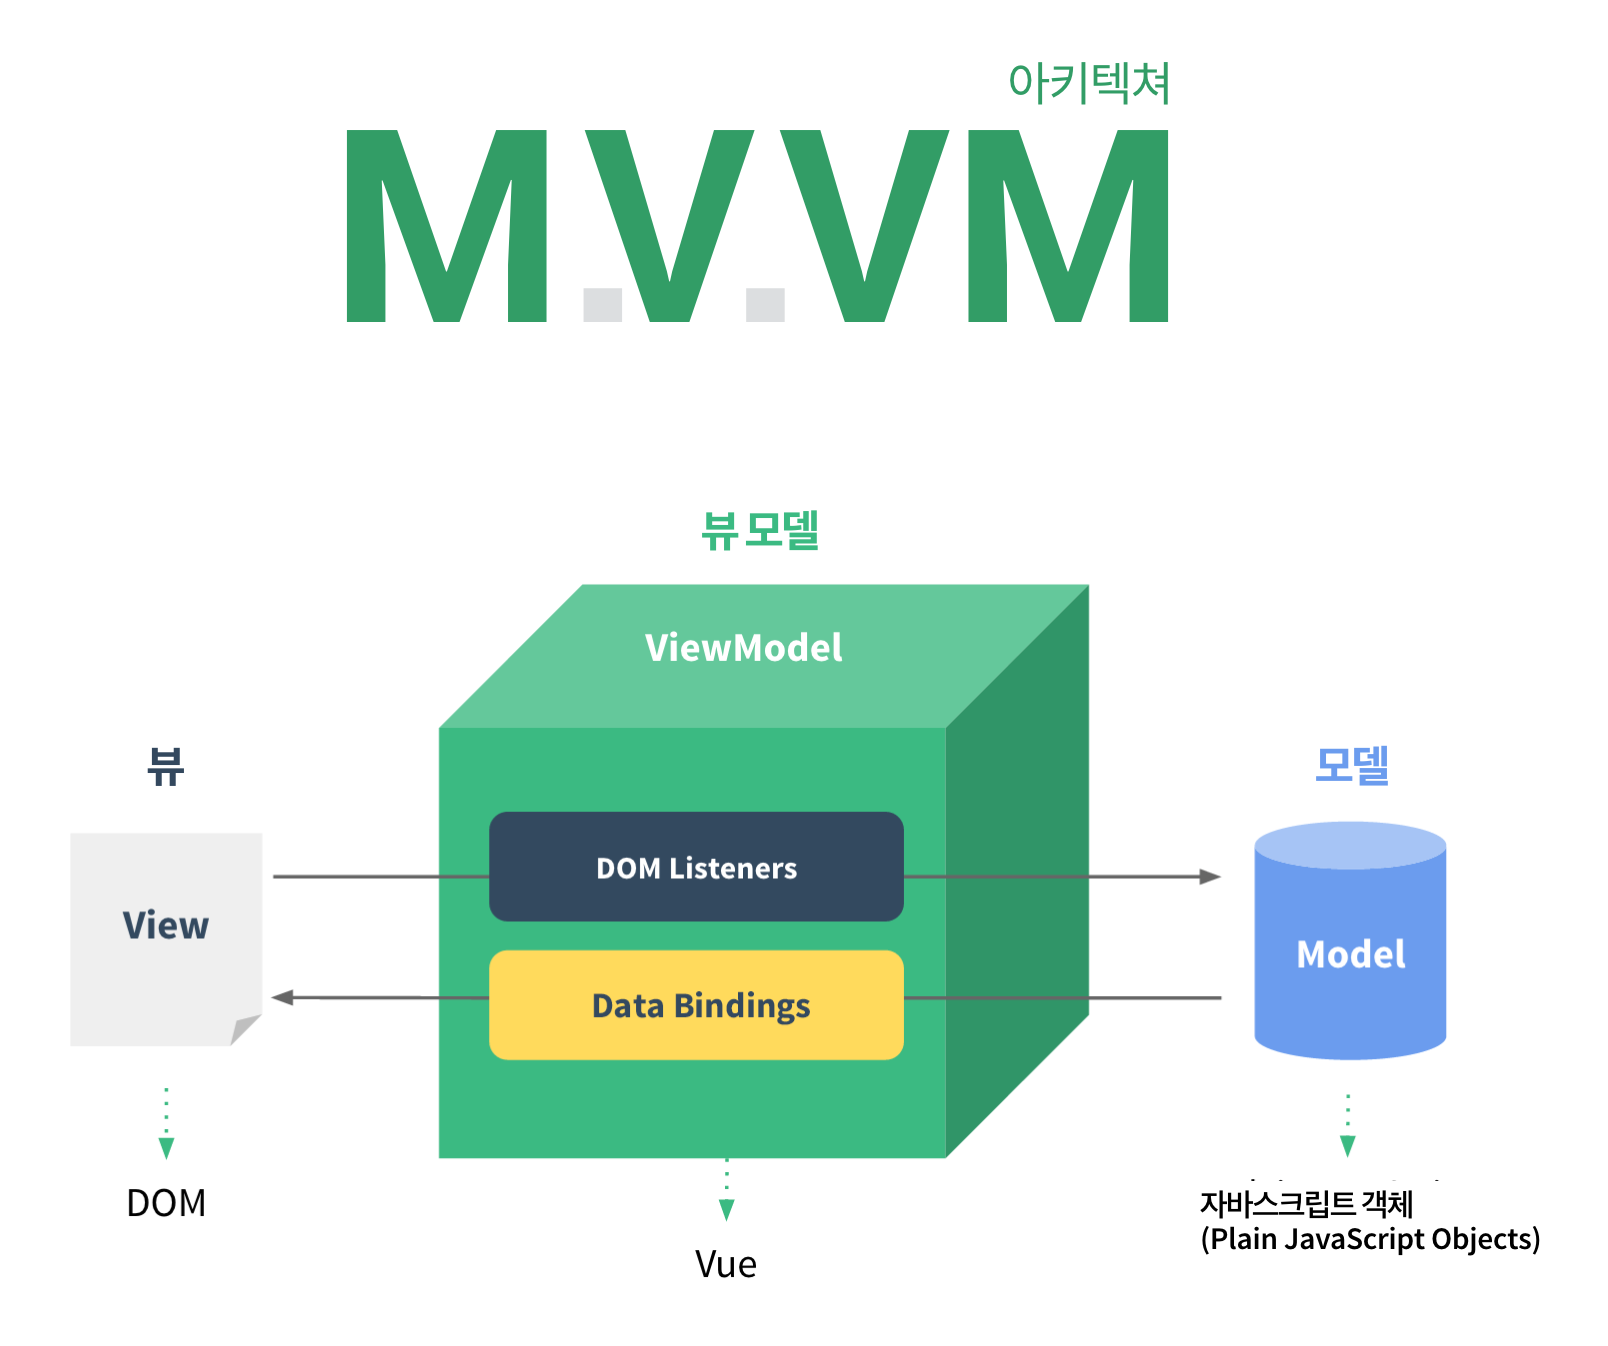 아키텍쳐
M.V.VM
뷰 모델
ViewModel
뷰
모델
DOM Listeners
View
Model
Data Bindings
DOM
자바스크립트 객체
(Plain JavaScript Objects)
Vue